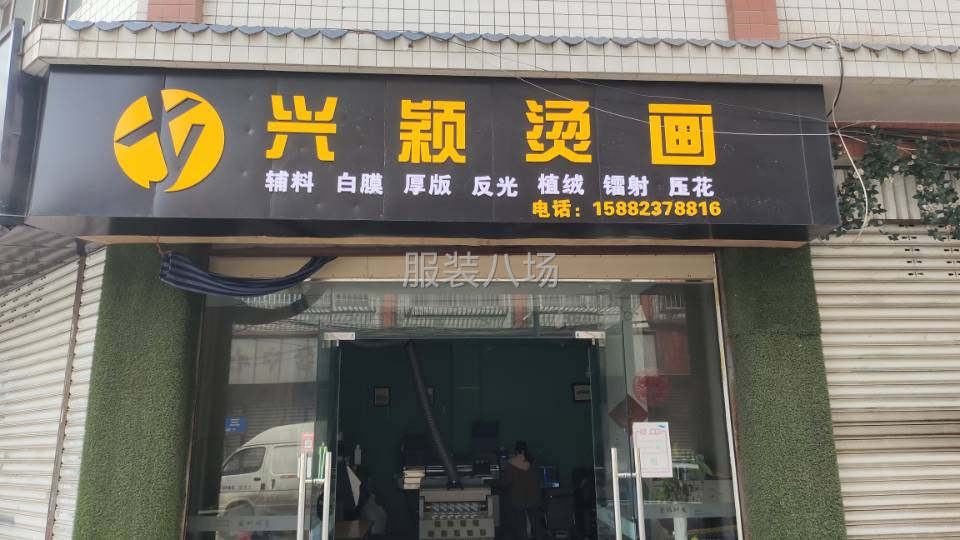 兴颖烫画
辅料 白膜 厚版 反光 植绒 镭射 压花
电话：15882378816
服装八场